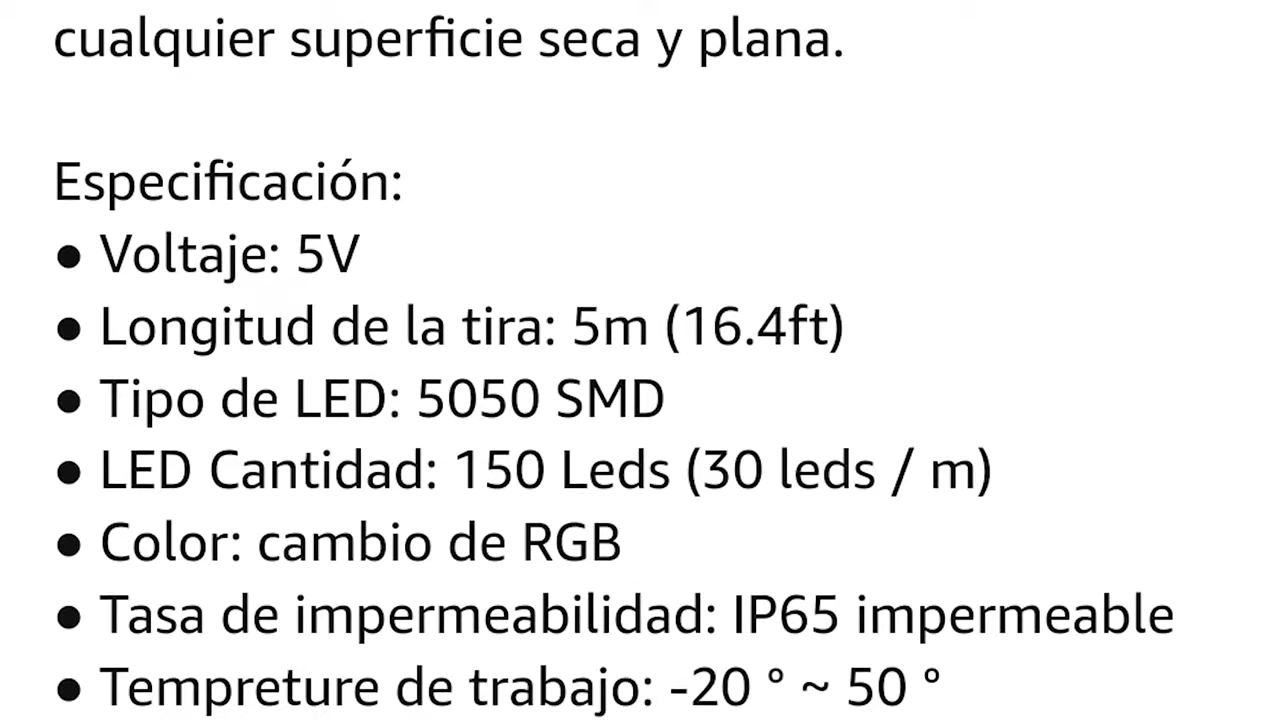 cualquier superficie seca y plana.
Especificación:
● Voltaje: 5V
● Longitud de la tira: 5m (16.4ft)
● Tipo de LED: 5050 SMD
● LED Cantidad: 150 Leds (30 leds / m)
● Color: cambio de RGB
● Tasa de impermeabilidad: IP65 impermeable
● Tempreture de trabajo: -20 ° ~ 50 °